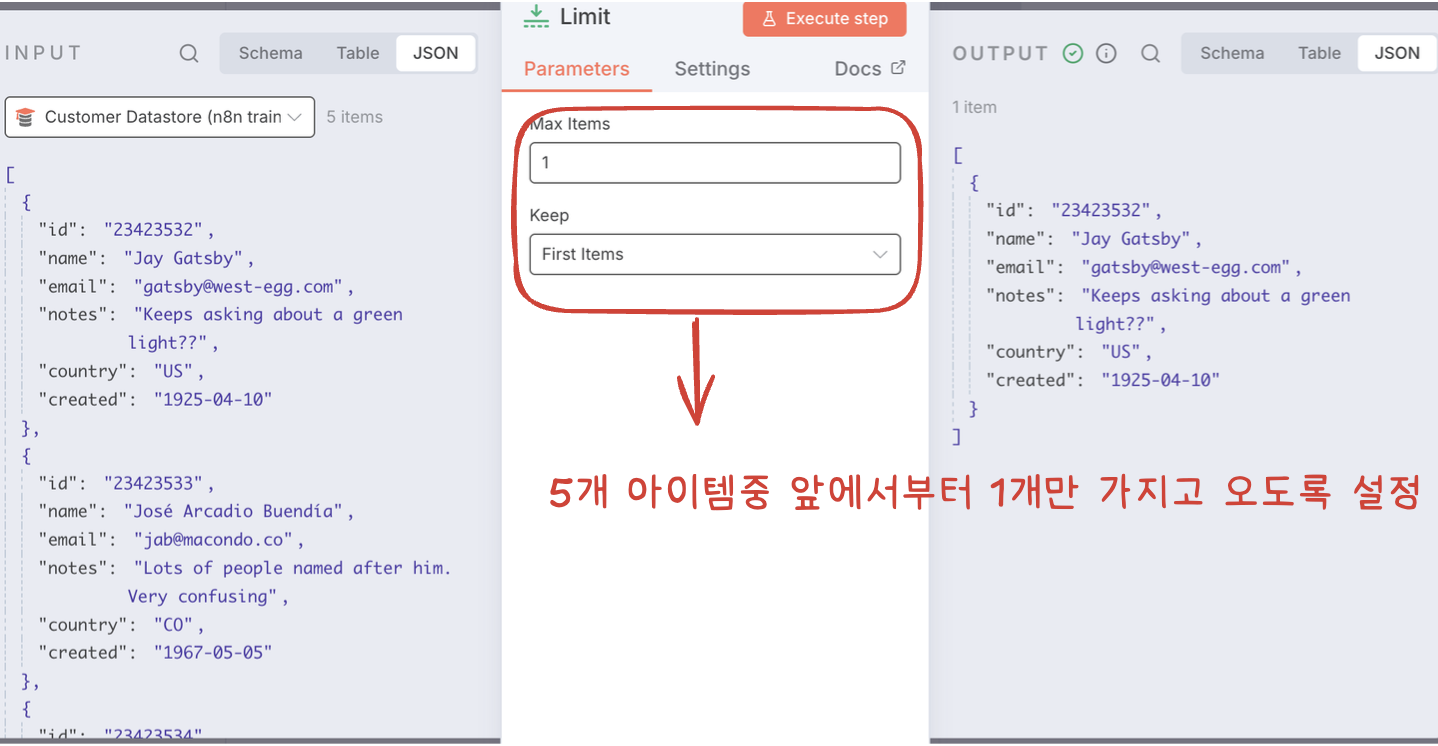 INPUT
Schema
Table
JSON
Customer Datastore (n8n train
5 items
[
{
"id": "23423532",
"name": "Jay Gatsby",
"email": "gatsby@west-egg.com",
"notes": "Keeps asking about a green
light??",
"country": "US",
"created": "1925-04-10"
},
{
"id": "23423533",
"name": "José Arcadio Buendía",
"email": "jab@macondo.co",
"notes": "Lots of people named after him.
Very confusing",
"country": "CO",
"created": "1967-05-05"
},
{
"id": "23423534"
Limit
Execute step
Parameters
Settings
Docs
Max Items
1
Keep
First Items
5개 아이템중 앞에서부터 1개만 가지고 오도록 설정
OUTPUT
Schema
Table
JSON
1 item
[
{
"id": "23423532",
"name": "Jay Gatsby",
"email": "gatsby@west-egg.com",
"notes": "Keeps asking about a green
light??",
"country": "US",
"created": "1925-04-10"
}
]